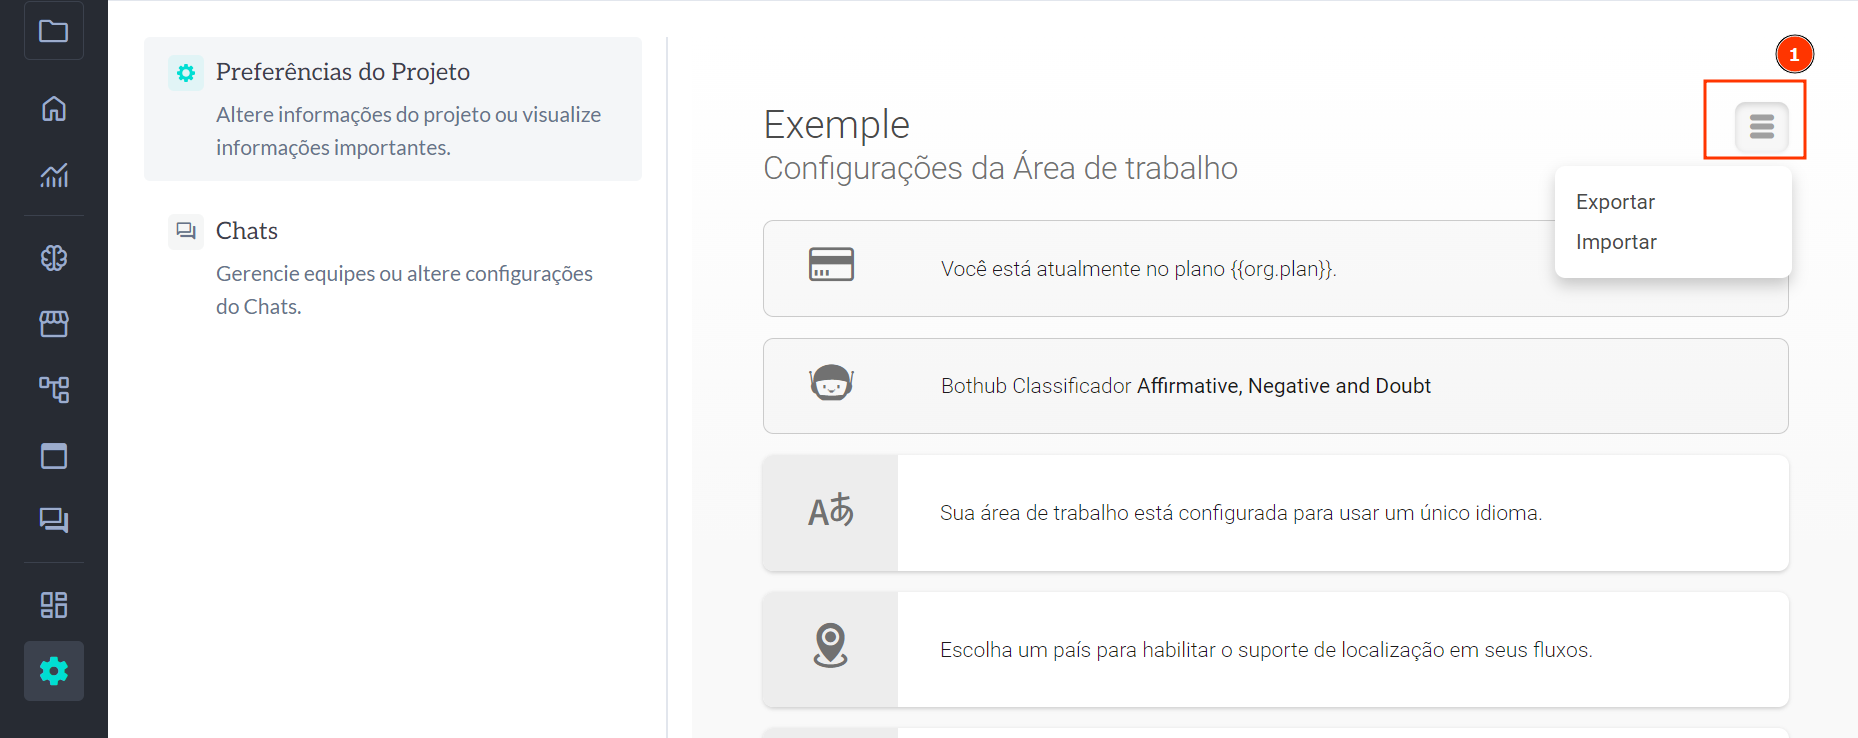 Preferências do Projeto
Altere informações do projeto ou visualize
informações importantes.
Chats
Gerencie equipes ou altere configurações
do Chats.
1
Exemple
Configurações da Área de trabalho
Exportar
Importar
Você está atualmente no plano {{org.plan}}.
Bothub Classificador Affirmative, Negative and Doubt
Aあ
Sua área de trabalho está configurada para usar um único idioma.
Escolha um país para habilitar o suporte de localização em seus fluxos.